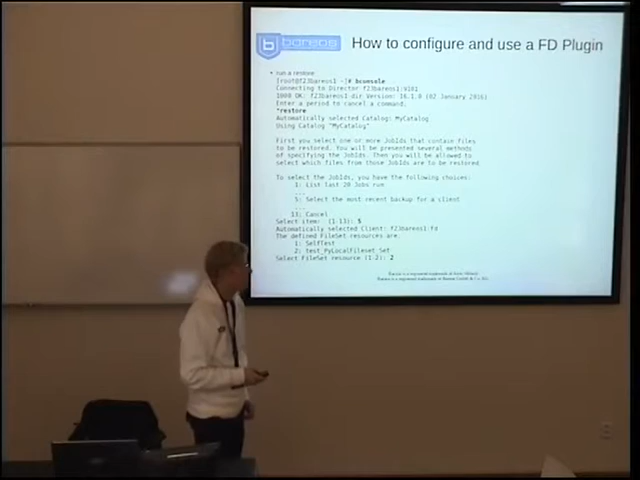 bareos
How to configure and use a FD Plugin
• run a restore
[root@f23bareos1 ~]# bconsole
Connecting to Director f23bareos1:9101
1000 OK: f23bareos1-dir Version: 16.1.0 (02 January 2016)
Enter a period to cancel a command.
*restore
Automatically selected Catalog: MyCatalog
Using Catalog "MyCatalog"
First you select one or more JobIds that contain files
to be restored. You will be presented several methods
of specifying the JobIds. Then you will be allowed to
select which files from those JobIds are to be restored.
To select the JobIds, you have the following choices:
1: List last 20 Jobs run
...
5: Select the most recent backup for a client
...
13: Cancel
Select item: (1-13): 5
Automatically selected Client: f23bareos1-fd
The defined FileSet resources are:
1: SelfTest
2: test_PyLocalFileset_Set
Select FileSet resource (1-2): 2